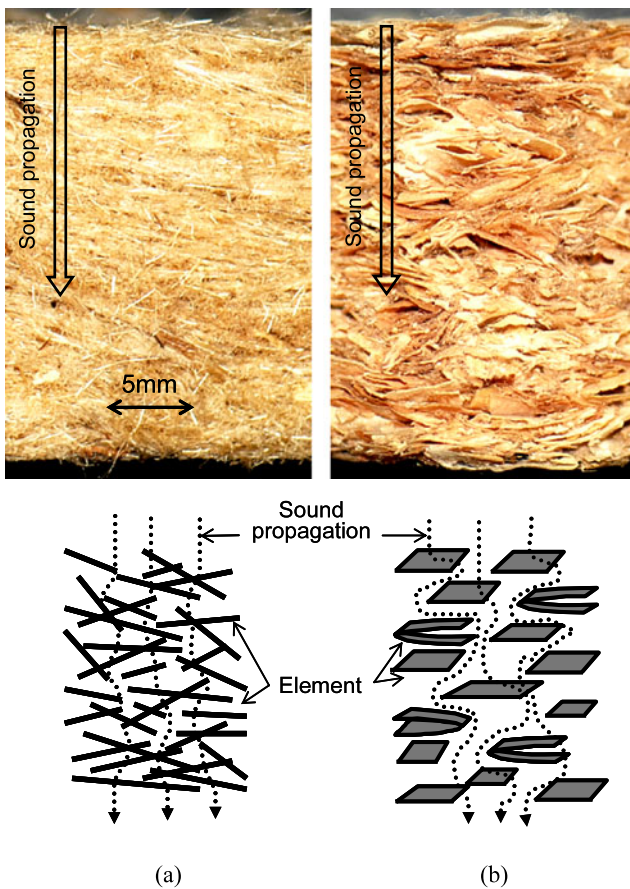 Sound propagation
Sound propagation
5mm
Sound
propagation
Element
(a)
(b)